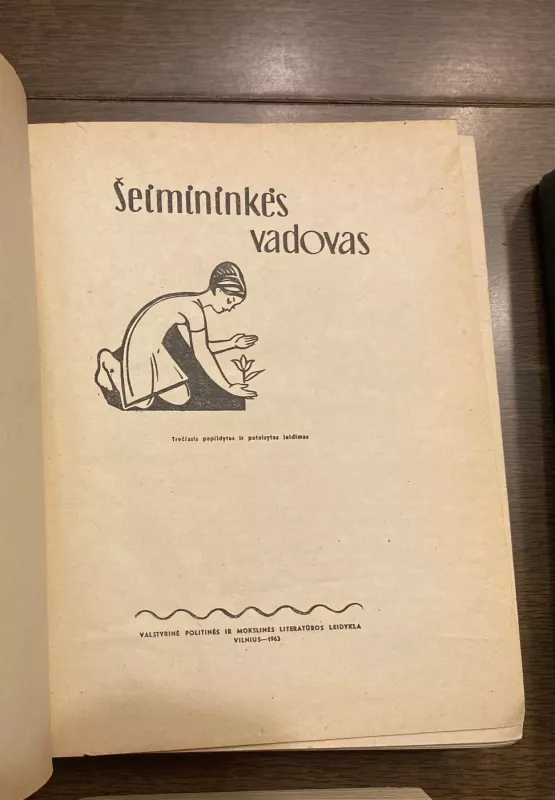 Šeimininkės
vadovas
Trečiasis papildytas ir pataisytas leidimas
VALSTYBINĖ POLITINĖS IR MOKSLINĖS LITERATŪROS LEIDYKLA
VILNIUS—1963